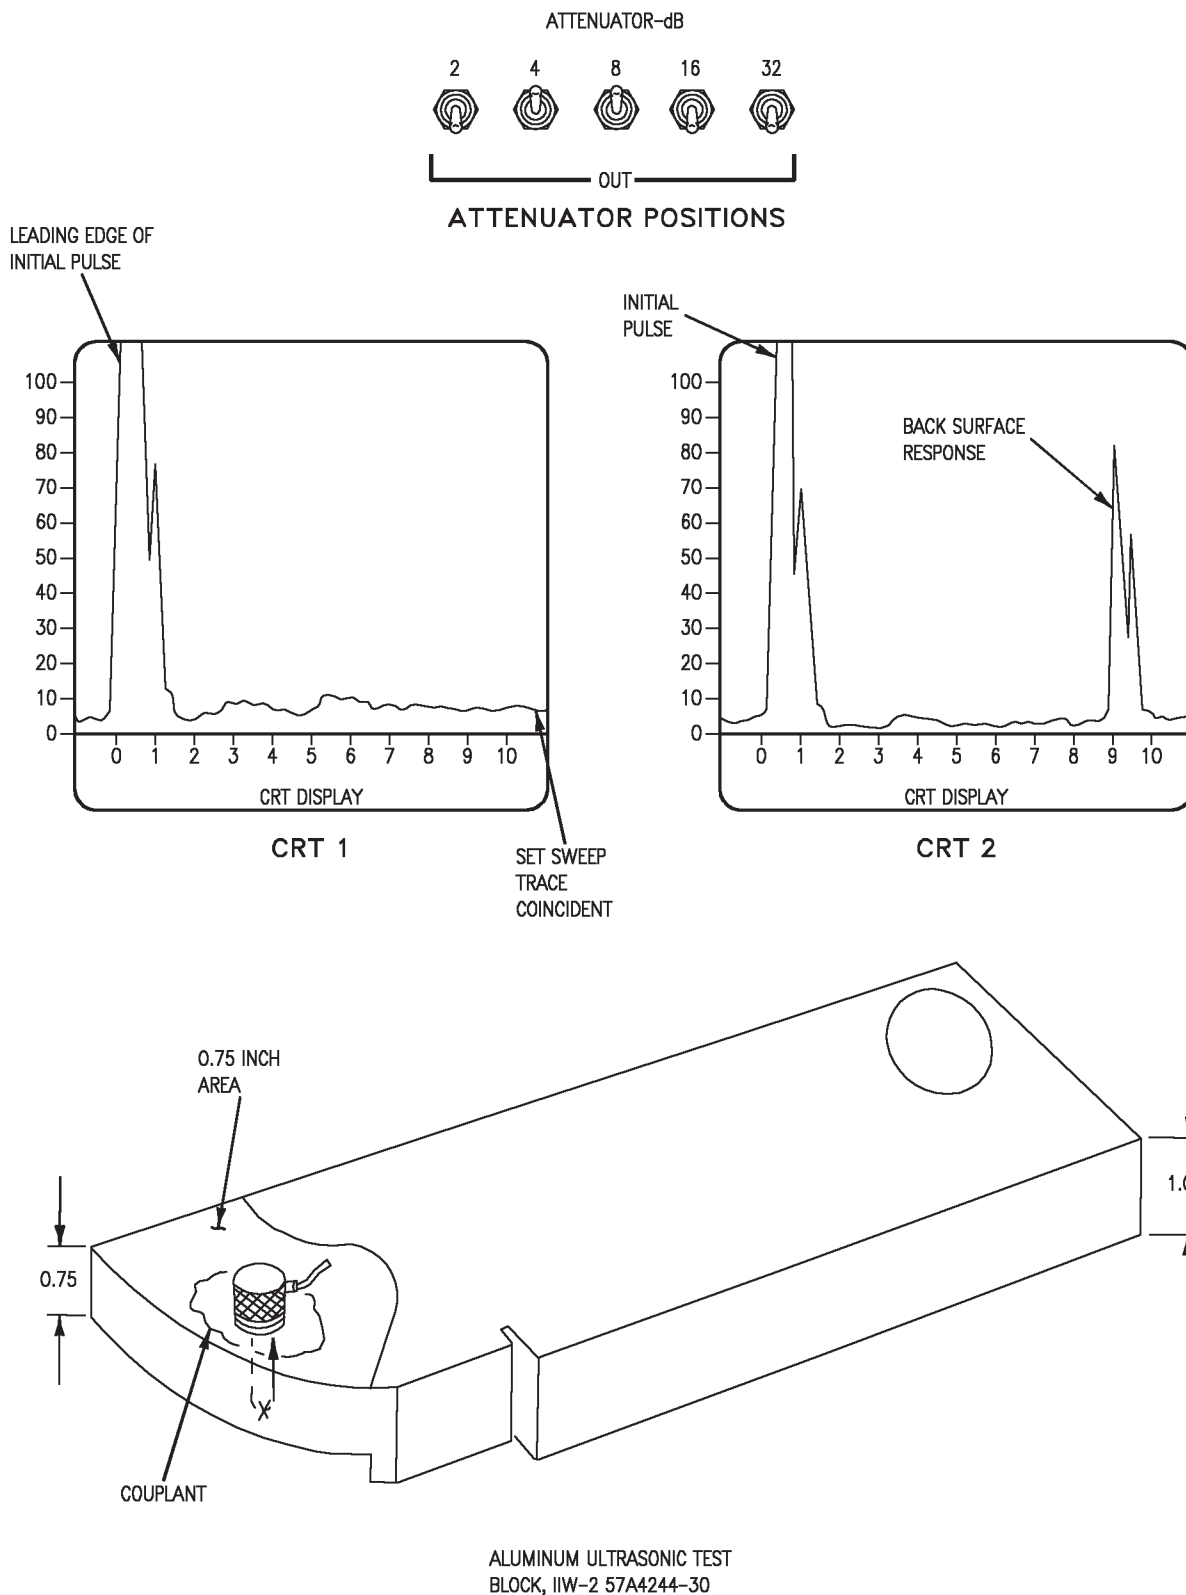 ATTENUATOR-dB
2 4 8 16 32
OUT
ATTENUATOR POSITIONS
LEADING EDGE OF
INITIAL PULSE
100
90
80
70
60
50
40
30
20
10
0
0 1 2 3 4 5 6 7 8 9 10
CRT DISPLAY
CRT 1
SET SWEEP
TRACE
COINCIDENT
INITIAL
PULSE
BACK SURFACE
RESPONSE
100
90
80
70
60
50
40
30
20
10
0
0 1 2 3 4 5 6 7 8 9 10
CRT DISPLAY
CRT 2
0.75 INCH
AREA
0.75
X
COUPLANT
ALUMINUM ULTRASONIC TEST
BLOCK, IIW-2 57A4244-30